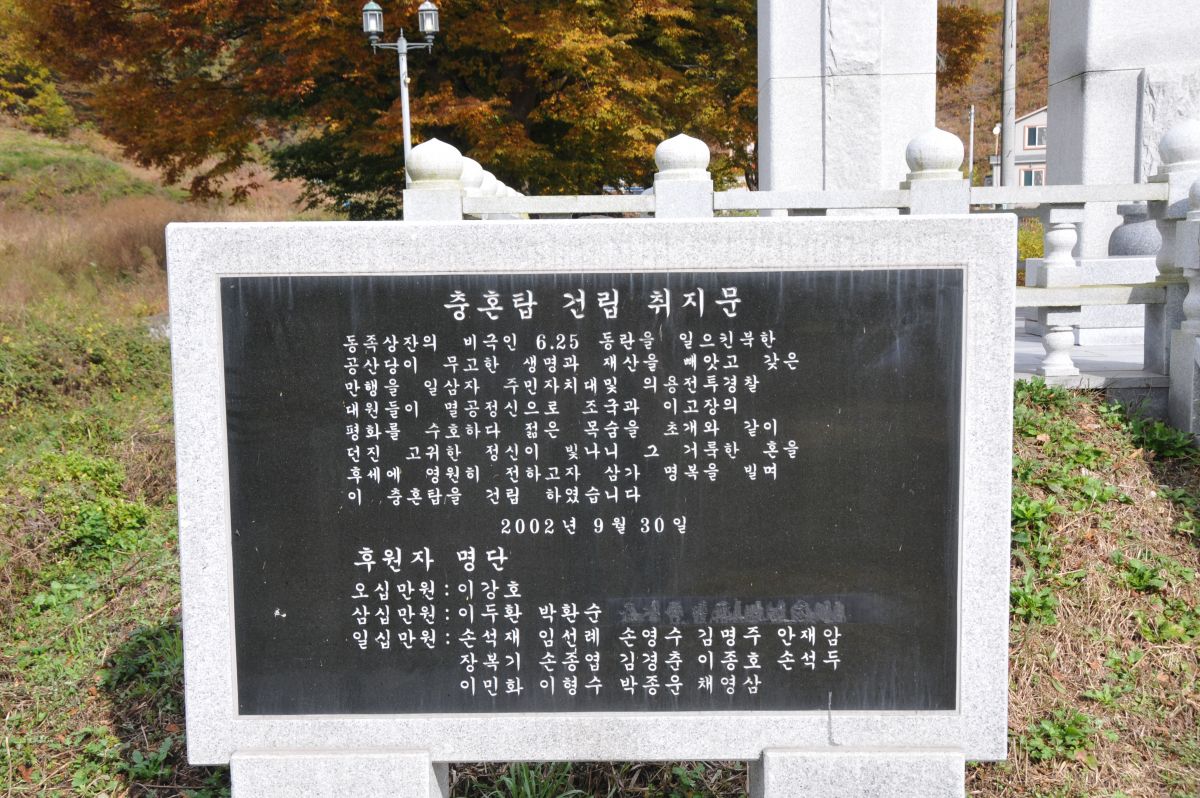 충혼탑 건립 취지문
동족상잔의 비극인 6.25 동란을 일으킨북한
공산당이 무고한 생명과 재산을 빼앗고 갖은
만행을 일삼자 주민자치대및 의용전투경찰
대원들이 멸공정신으로 조국과 이고장의
평화를 수호하다 젊은 목숨을 초개와 같이
던진 고귀한 정신이 빛나니 그 거룩한 혼을
후세에 영원히 전하고자 삼가 명복을 빌며
이 충혼탑을 건립 하였습니다
2002년 9월 30일
후원자 명단
오십만원:이강호
삼십만원:이두환 박환순
일십만원:손석재 임선례 손영수 김명주 안재암
장복기 손종엽 김경춘 이종호 손석두
이민화 이형수 박종운 채영삼